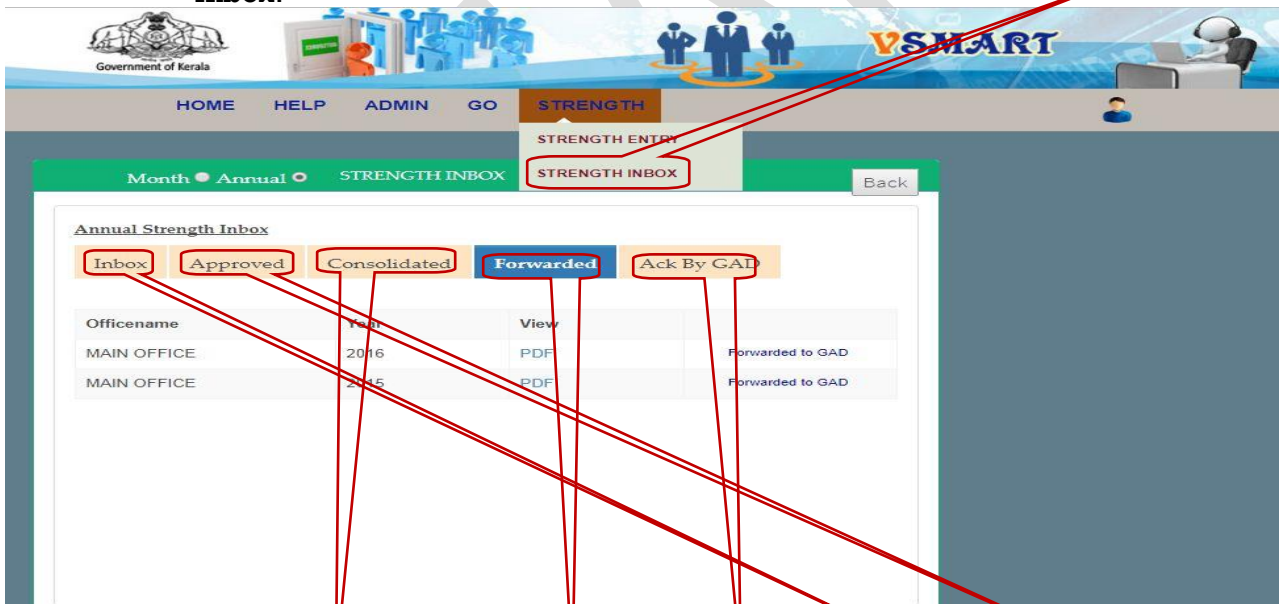 VSMART
Government of Kerala
HOME HELP ADMIN GO STRENGTH
STRENGTH ENTRY
STRENGTH INBOX
Month Annual STRENGTH INBOX
Back
Annual Strength Inbox
Inbox Approved Consolidated Forwarded Ack By GAD
Officename Year View
MAIN OFFICE 2016 PDF Forwarded to GAD
MAIN OFFICE 2015 PDF Forwarded to GAD